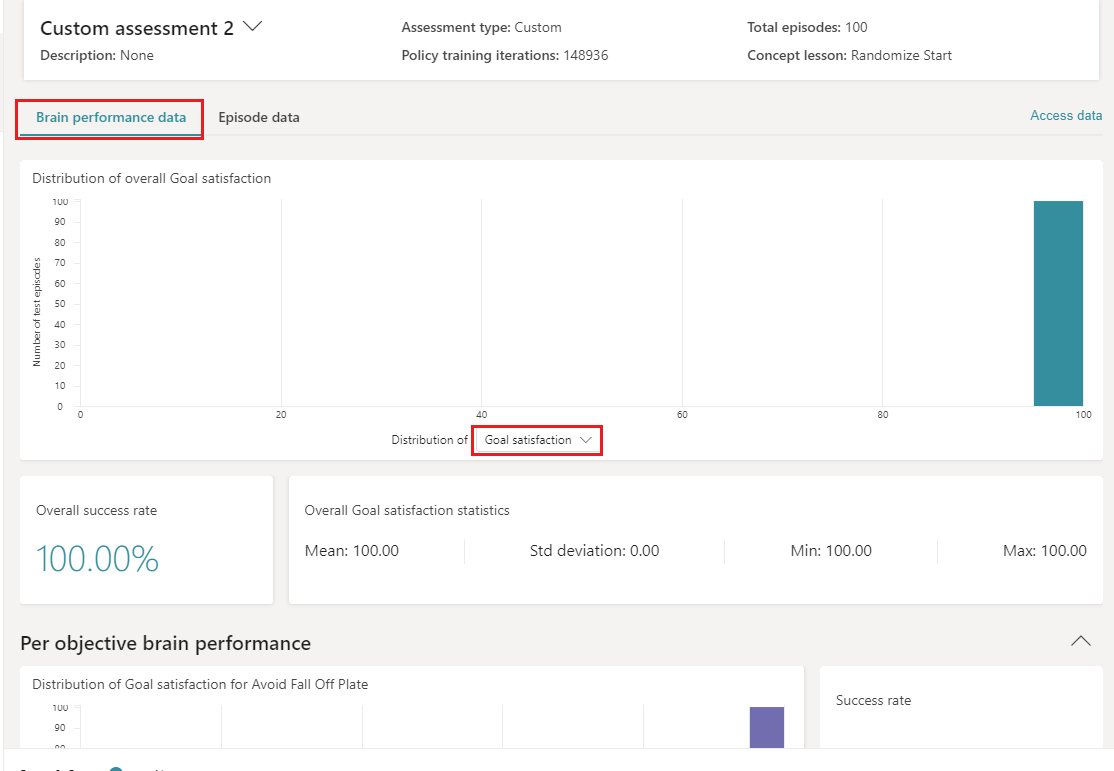 Custom assessment 2
Assessment type: Custom
Total episodes: 100
Description: None
Policy training iterations: 148936
Concept lesson: Randomize Start
Brain performance data
Episode data
Access data
Distribution of overall Goal satisfaction
100
90
80
70
60
50
40
30
20
10
0
Number of test episodes
0 20 40 60 80 100
Distribution of Goal satisfaction
Overall success rate
100.00%
Overall Goal satisfaction statistics
Mean: 100.00
Std deviation: 0.00
Min: 100.00
Max: 100.00
Per objective brain performance
Distribution of Goal satisfaction for Avoid Fall Off Plate
100
90
80
Success rate